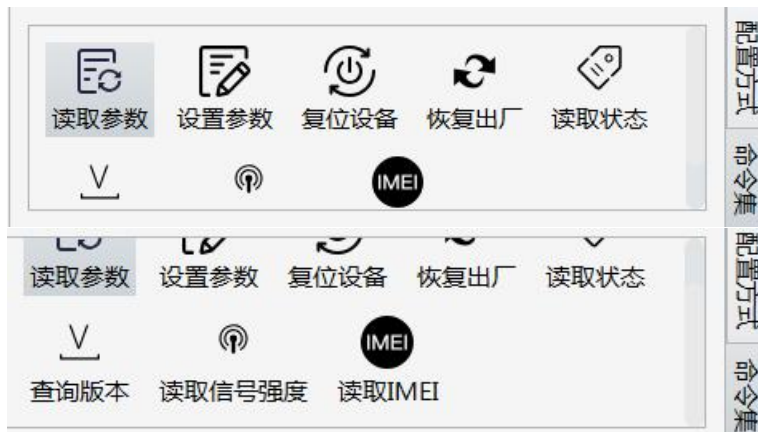 读取参数 设置参数 复位设备 恢复出厂 读取状态
V IMEI
配置方式
命令集
读取参数 设置参数 复位设备 恢复出厂 读取状态
V IMEI
查询版本 读取信号强度 读取IMEI
配置方式
命令集